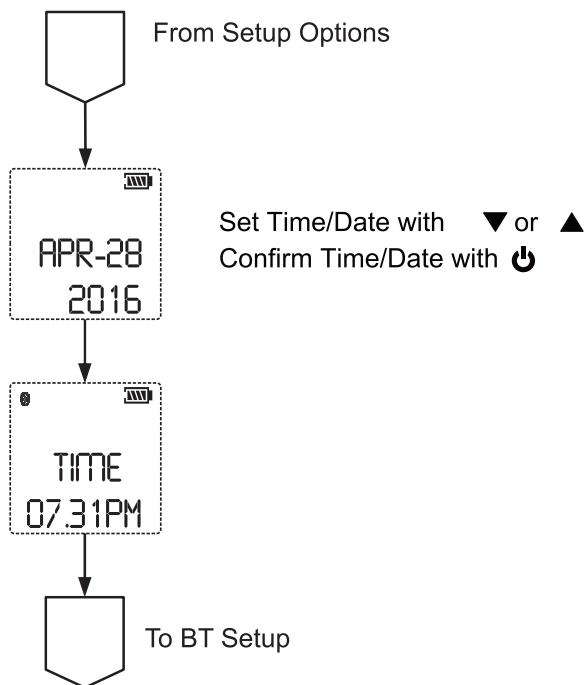 From Setup Options
APR-28
2016
Set Time/Date with ▼ or ▲
Confirm Time/Date with ⏻
TIME
07.31PM
To BT Setup